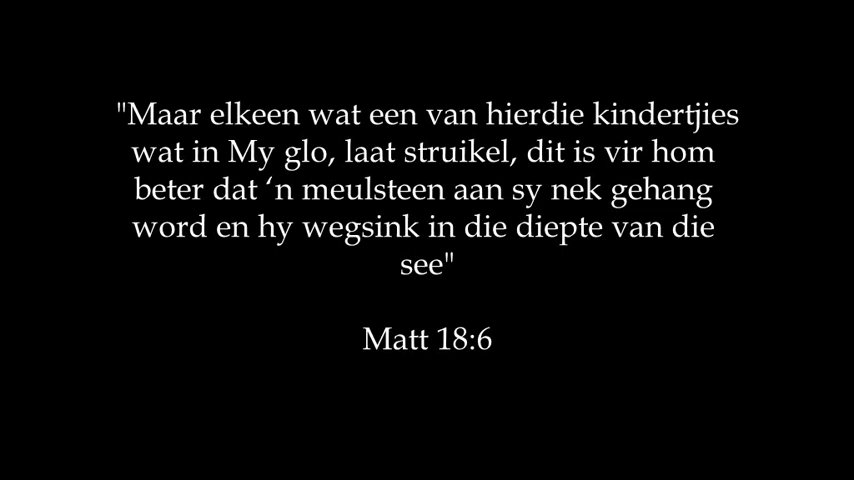 "Maar elkeen wat een van hierdie kindertjies
wat in My glo, laat struikel, dit is vir hom
beter dat ‘n meulsteen aan sy nek gehang
word en hy wegsink in die diepte van die
see"
Matt 18:6